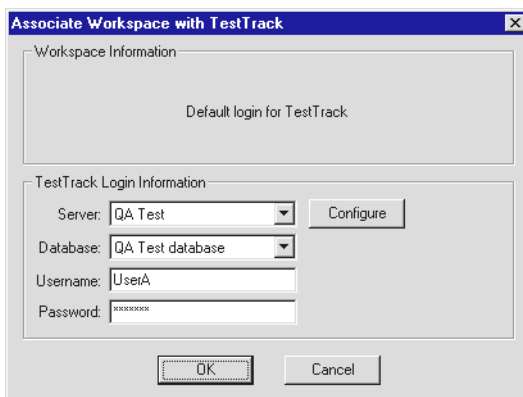 Associate Workspace with TestTrack
Workspace Information
Default login for TestTrack
TestTrack Login Information
Server: QA Test Configure
Database: QA Test database
Username: UserA
Password: xxxxxxx
OK Cancel